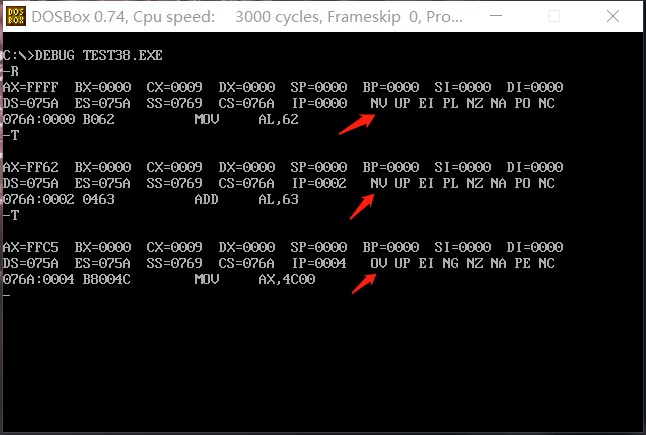 DOS
BOX
DOSBox 0.74, Cpu speed: 3000 cycles, Frameskip 0, Pro...
C:\>DEBUG TEST38.EXE
-R
AX=FFFF BX=0000 CX=0009 DX=0000 SP=0000 BP=0000 SI=0000 DI=0000
DS=075A ES=075A SS=0769 CS=076A IP=0000 NV UP EI PL NZ NA PO NC
076A:0000 B062 MOV AL,62
-T
AX=FF62 BX=0000 CX=0009 DX=0000 SP=0000 BP=0000 SI=0000 DI=0000
DS=075A ES=075A SS=0769 CS=076A IP=0002 NV UP EI PL NZ NA PO NC
076A:0002 0463 ADD AL,63
-T
AX=FFC5 BX=0000 CX=0009 DX=0000 SP=0000 BP=0000 SI=0000 DI=0000
DS=075A ES=075A SS=0769 CS=076A IP=0004 OV UP EI NG NZ NA PE NC
076A:0004 B8004C MOV AX,4C00
-